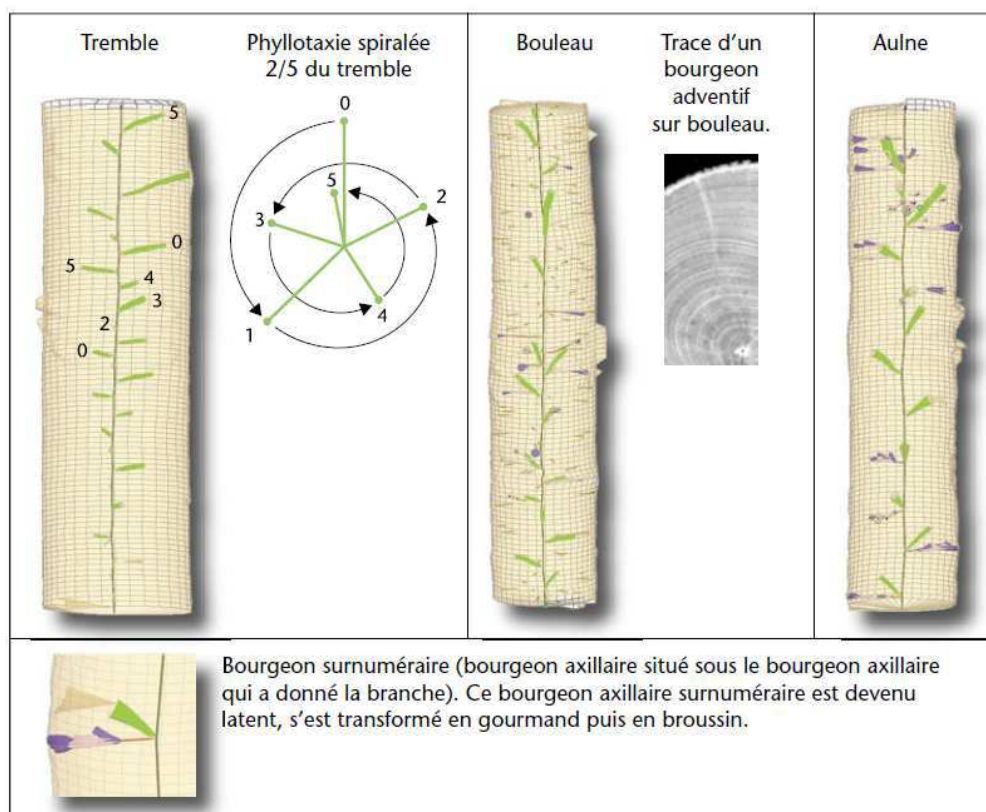 Tremble
Phyllotaxie spiralée
2/5 du tremble
5
0
5
4
3
2
0
0
2
5
3
4
1
Bouleau
Trace d'un
bourgeon
adventif
sur bouleau.
Aulne
Bourgeon surnuméraire (bourgeon axillaire situé sous le bourgeon axillaire
qui a donné la branche). Ce bourgeon axillaire surnuméraire est devenu
latent, s'est transformé en gourmand puis en broussin.